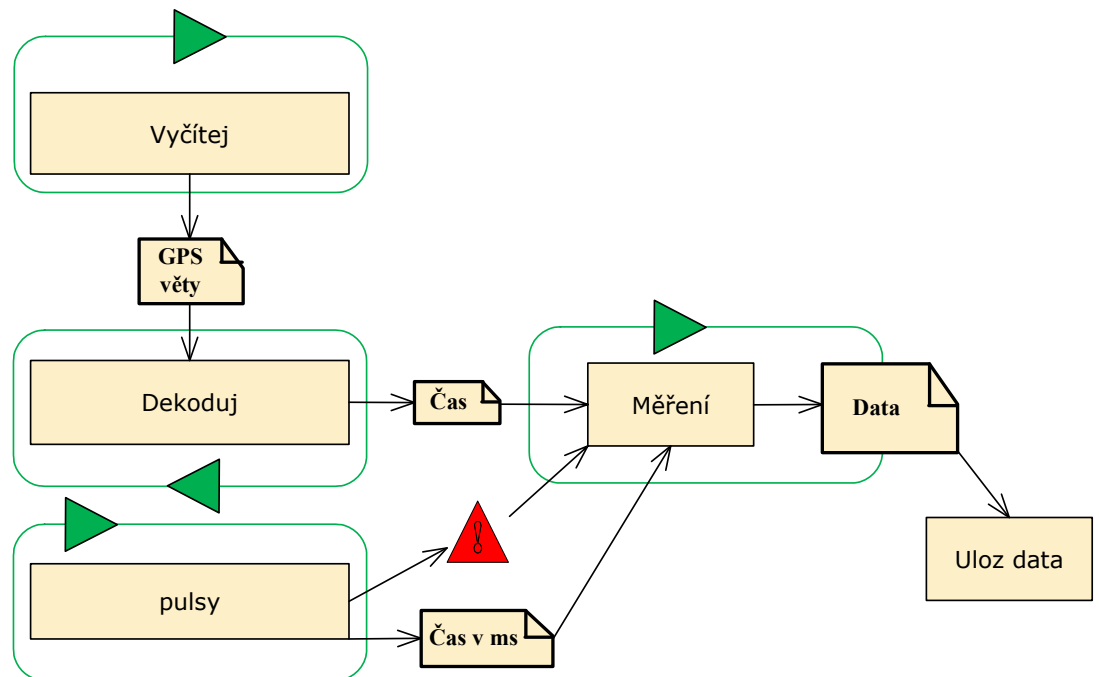 Vyčítej
GPS
věty
Dekoduj
Čas
Měření
Data
!
pulsy
Čas v ms
Uloz data